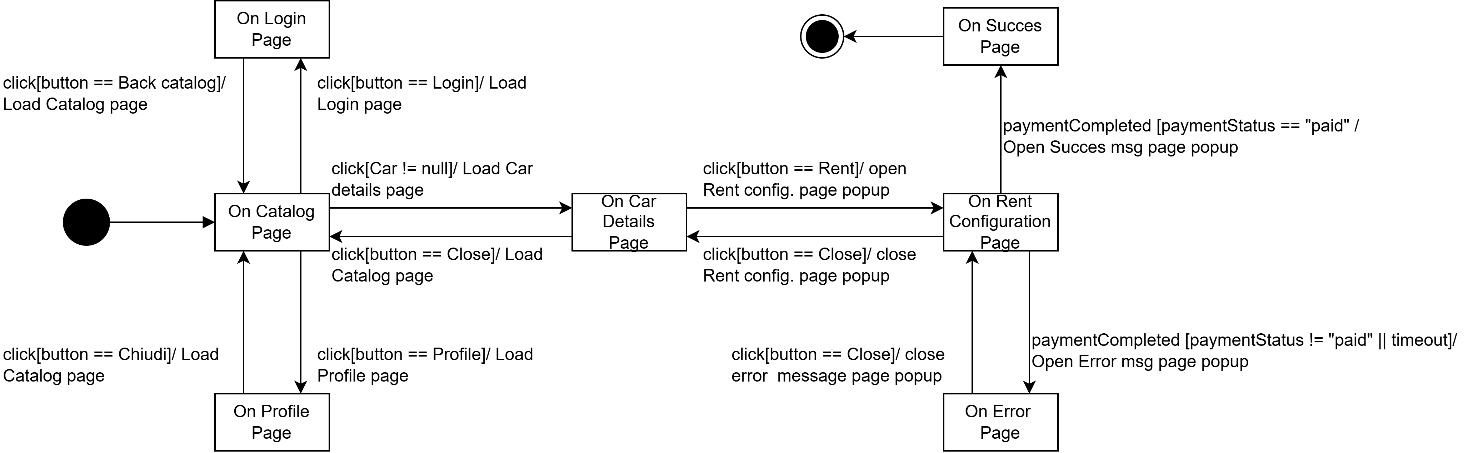 On Login
Page
On Succes
Page
click[button == Back catalog]/
Load Catalog page
click[button == Login]/ Load
Login page
paymentCompleted [paymentStatus == "paid" /
Open Succes msg page popup
click[Car != null]/ Load Car
details page
click[button == Rent]/ open
Rent config. page popup
On Catalog
Page
On Car
Details
Page
On Rent
Configuration
Page
click[button == Close]/ Load
Catalog page
click[button == Close]/ close
Rent config. page popup
click[button == Chiudi]/ Load
Catalog page
click[button == Profile]/ Load
Profile page
click[button == Close]/ close
error message page popup
paymentCompleted [paymentStatus != "paid" || timeout]/
Open Error msg page popup
On Profile
Page
On Error
Page